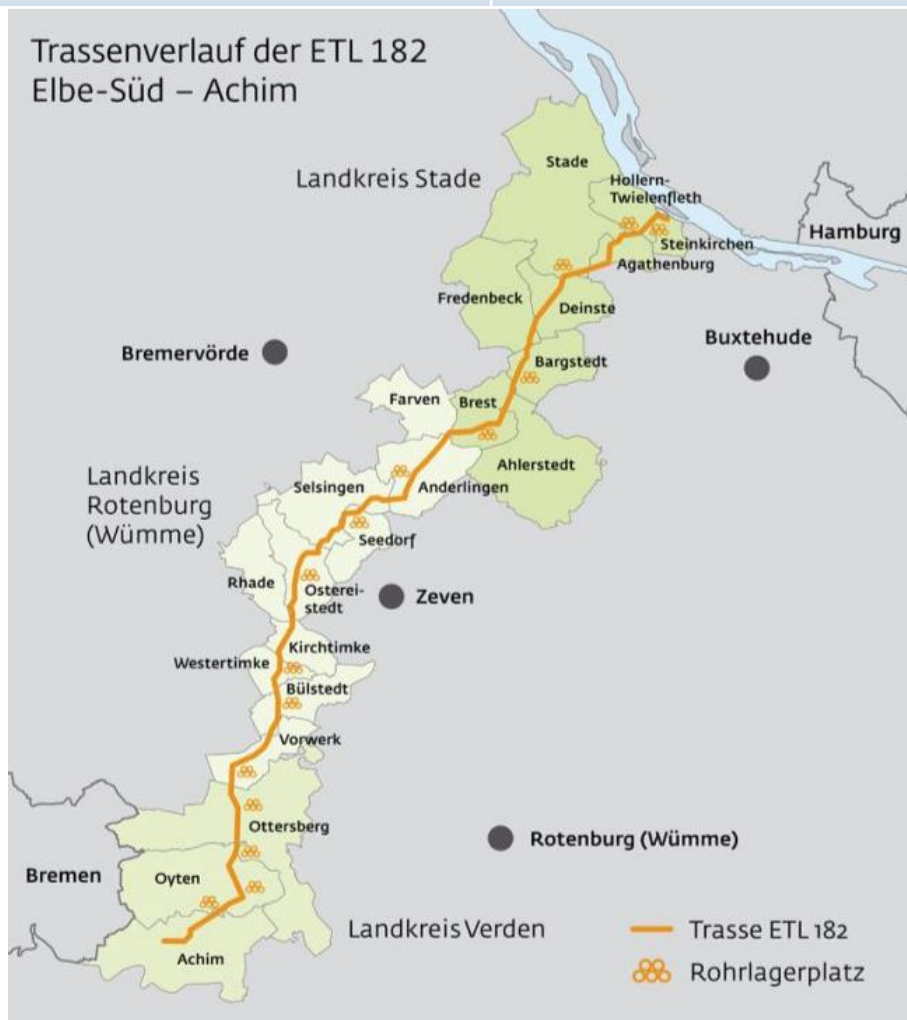 Trassenverlauf der ETL 182
Elbe-Süd – Achim
Stade
Landkreis Stade
Hollern-
Twielenfleth
Hamburg
Steinkirchen
Agathenburg
Fredenbeck
Deinste
Buxtehude
Bremervörde
Bargstedt
Farven
Brest
Ahlerstedt
Landkreis
Rotenburg
(Wümme)
Selsingen
Anderlingen
Seedorf
Rhade
Osterei-
stedt
Zeven
Kirchtimke
Westertimke
Bülstedt
Vorwerk
Ottersberg
Rotenburg (Wümme)
Bremen
Oyten
Landkreis Verden
Trasse ETL 182
Achim
Rohrlagerplatz